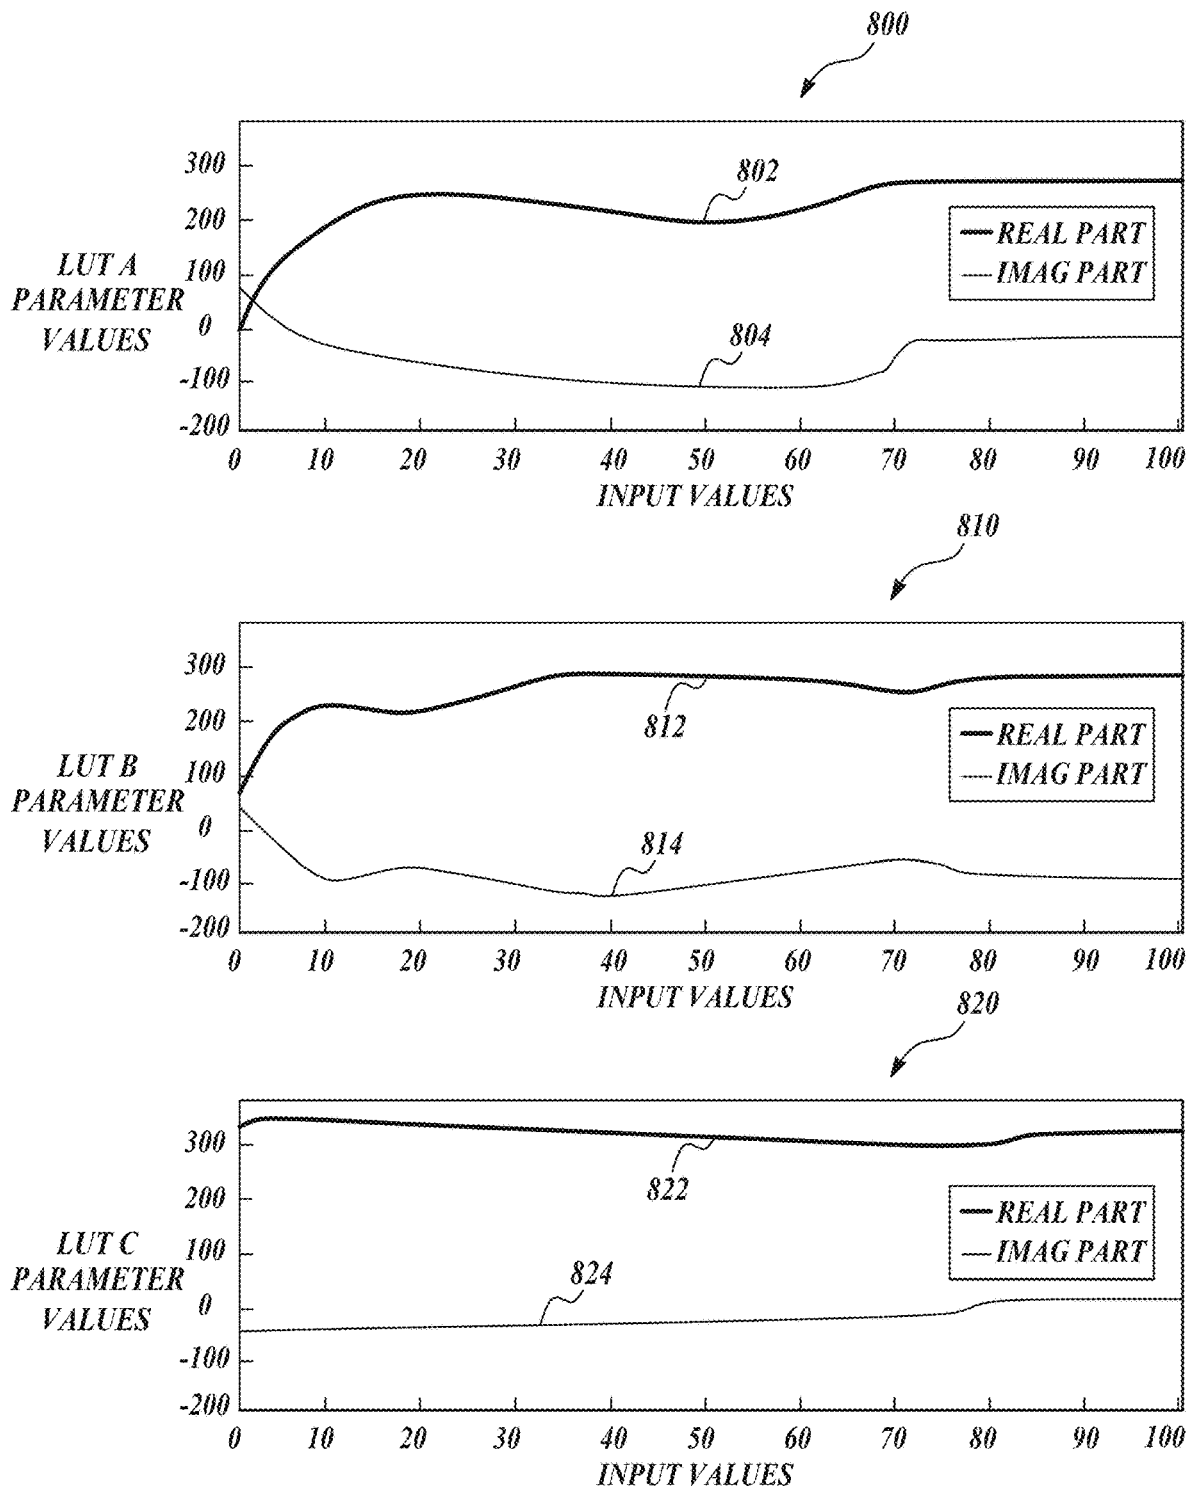 800
300
802
200
REAL PART
IMAG PART
LUT A
PARAMETER
VALUES
100
0
804
-100
-200
0 10 20 30 40 50 60 70 80 90 100
INPUT VALUES
810
300
200
812
REAL PART
IMAG PART
LUT B
PARAMETER
VALUES
100
0
814
-100
-200
0 10 20 30 40 50 60 70 80 90 100
INPUT VALUES
820
300
822
200
REAL PART
IMAG PART
LUT C
PARAMETER
VALUES
100
824
0
-100
-200
0 10 20 30 40 50 60 70 80 90 100
INPUT VALUES